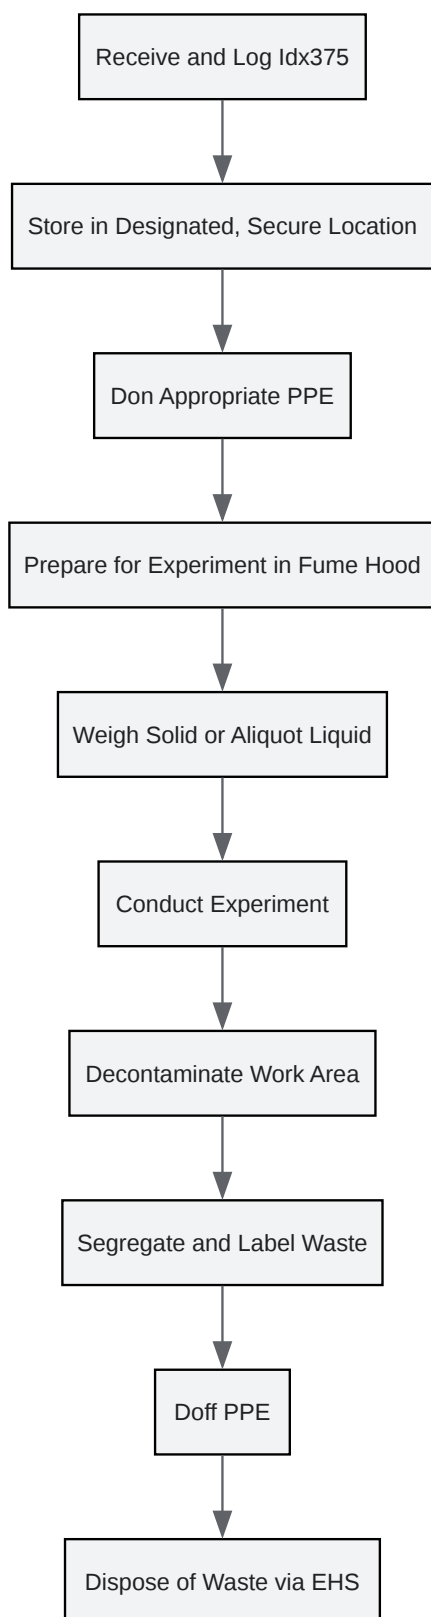 Receive and Log Idx375
Store in Designated, Secure Location
Don Appropriate PPE
Prepare for Experiment in Fume Hood
Weigh Solid or Aliquot Liquid
Conduct Experiment
Decontaminate Work Area
Segregate and Label Waste
Doff PPE
Dispose of Waste via EHS